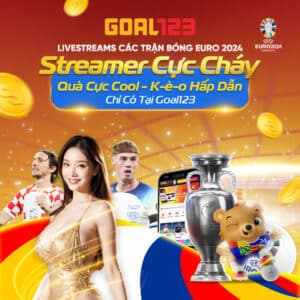 GOAL123
LIVESTREAMS CÁC TRẬN BÓNG EURO 2024
EURO2024
Streamer Cực Cháy
Quà Cực Cool - K-è-o Hấp Dẫn
Chỉ Có Tại Goal123